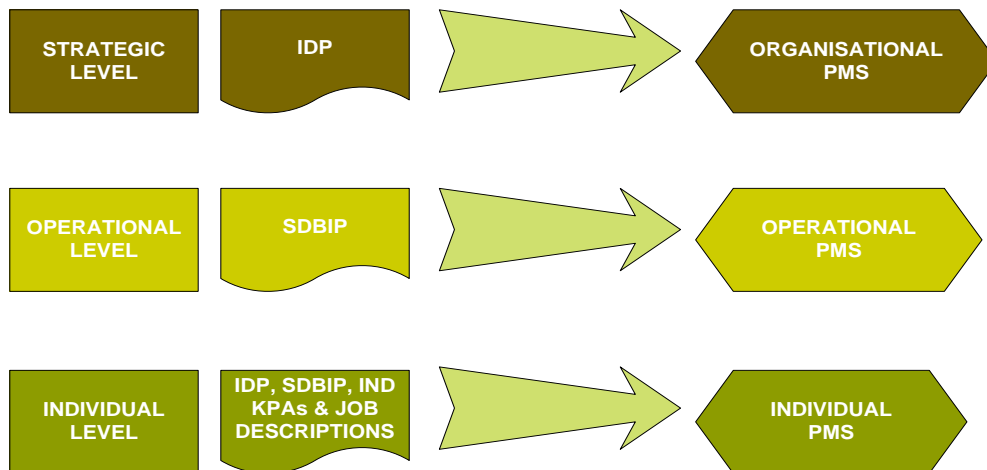 STRATEGIC
LEVEL
IDP
ORGANISATIONAL
PMS
OPERATIONAL
LEVEL
SDBIP
OPERATIONAL
PMS
INDIVIDUAL
LEVEL
IDP, SDBIP, IND
KPAs & JOB
DESCRIPTIONS
INDIVIDUAL
PMS